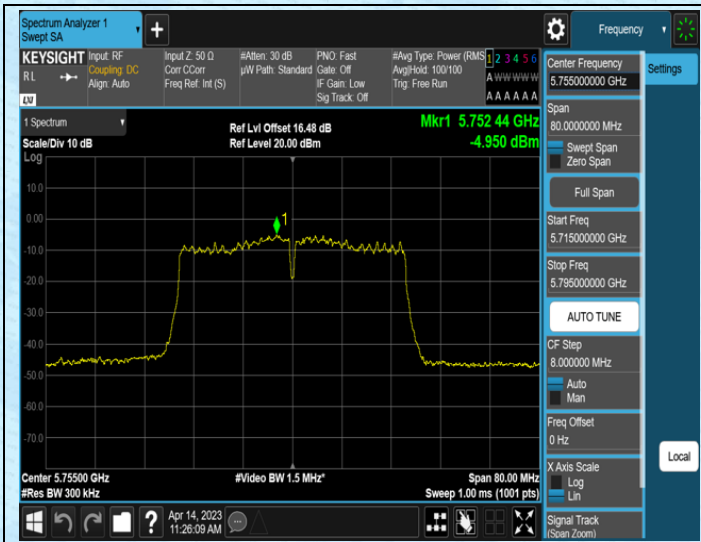 Spectrum Analyzer 1
Swept SA
Frequency
KEYSIGHT
RL
Input: RF
Coupling: DC
Align: Auto
Input Z: 50 Ω
Corr CCorr
Freq Ref: Int (S)
#Atten: 30 dB
µW Path: Standard
PNO: Fast
Gate: Off
IF Gain: Low
Sig Track: Off
#Avg Type: Power (RMS
Avg|Hold: 100/100
Trig: Free Run
1 2 3 4 5 6
A W W W W W
A A A A A A
Settings
Center Frequency
5.755000000 GHz
Span
80.0000000 MHz
Swept Span
Zero Span
Full Span
Start Freq
5.715000000 GHz
Stop Freq
5.795000000 GHz
AUTO TUNE
CF Step
8.000000 MHz
Auto
Man
Freq Offset
0 Hz
X Axis Scale
Log
Lin
Signal Track
(Span Zoom)
Local
1 Spectrum
Scale/Div 10 dB
Log
Ref Lvl Offset 16.48 dB
Ref Level 20.00 dBm
Mkr1 5.752 44 GHz
-4.950 dBm
1
10.0
0.00
-10.0
-20.0
-30.0
-40.0
-50.0
-60.0
-70.0
Center 5.75500 GHz
#Res BW 300 kHz
#Video BW 1.5 MHz*
Span 80.00 MHz
Sweep 1.00 ms (1001 pts)
?
Apr 14, 2023
11:26:09 AM